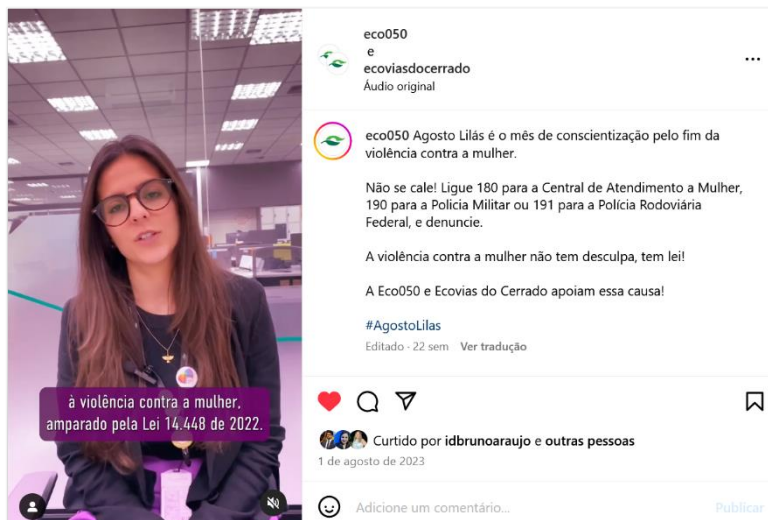 à violência contra a mulher,
amparado pela Lei 14.448 de 2022.
eco050
e
ecoviasdocerrado
Áudio original
eco050 Agosto Lilás é o mês de conscientização pelo fim da
violência contra a mulher.
Não se cale! Ligue 180 para a Central de Atendimento a Mulher,
190 para a Policia Militar ou 191 para a Polícia Rodoviária
Federal, e denuncie.
A violência contra a mulher não tem desculpa, tem lei!
A Eco050 e Ecovias do Cerrado apoiam essa causa!
#AgostoLilas
Editado · 22 sem Ver tradução
Curtido por idbrunoaraujo e outras pessoas
1 de agosto de 2023
Adicione um comentário... Publicar